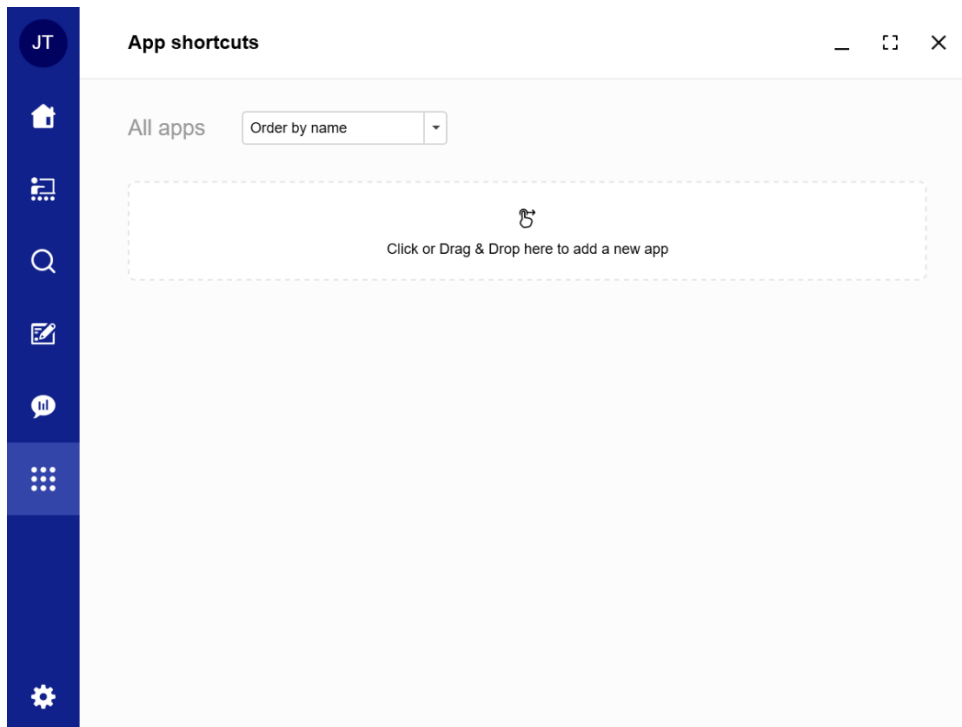 JT
App shortcuts
All apps
Order by name
Click or Drag & Drop here to add a new app